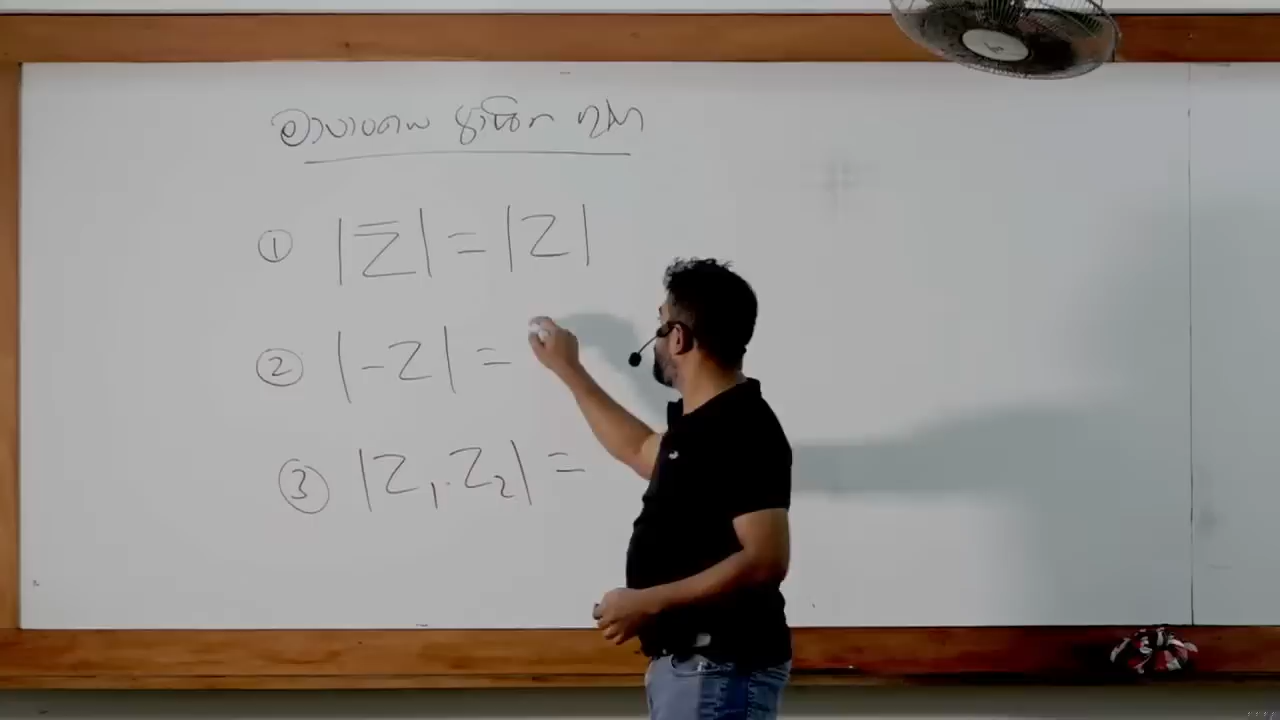 ① |Z̄| = |Z|
② |-Z| =
③ |Z₁.Z₂| =